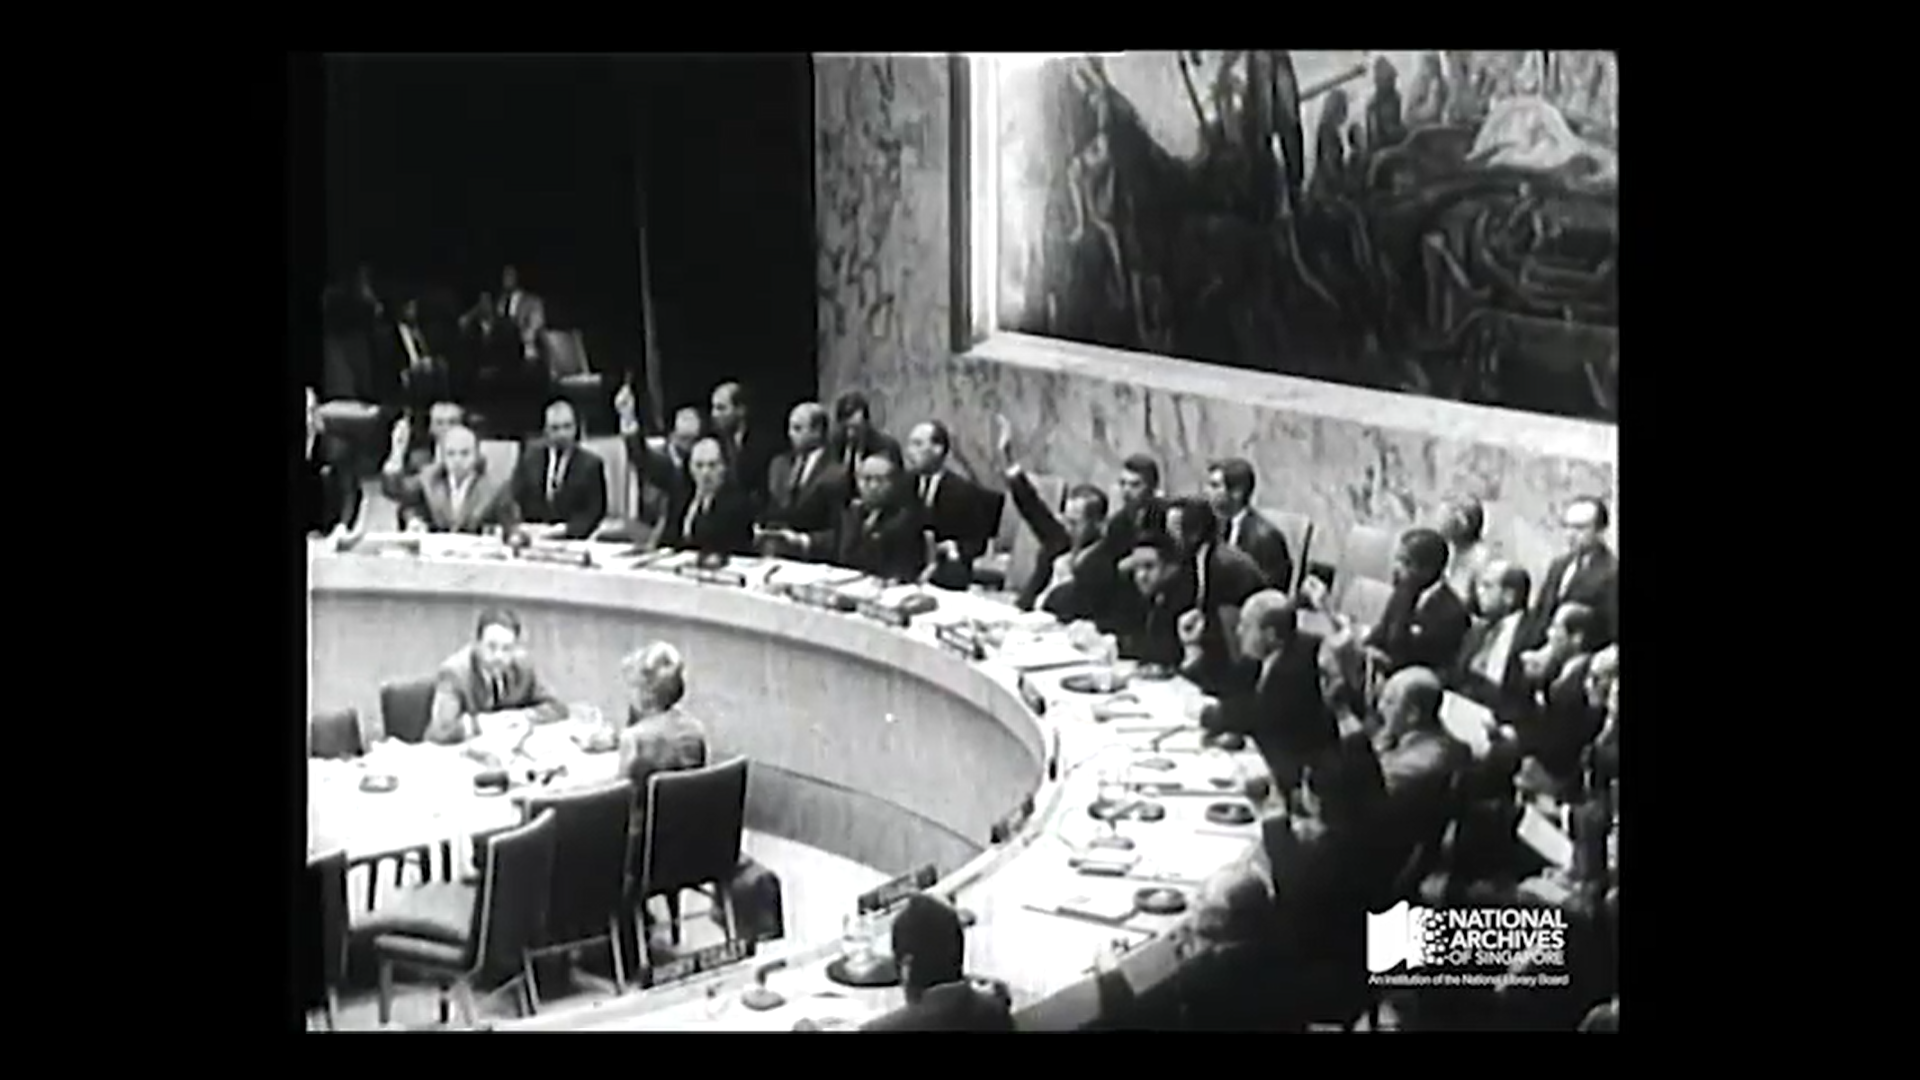 NATIONAL
ARCHIVES
OF SINGAPORE
An Institution of the National Library Board